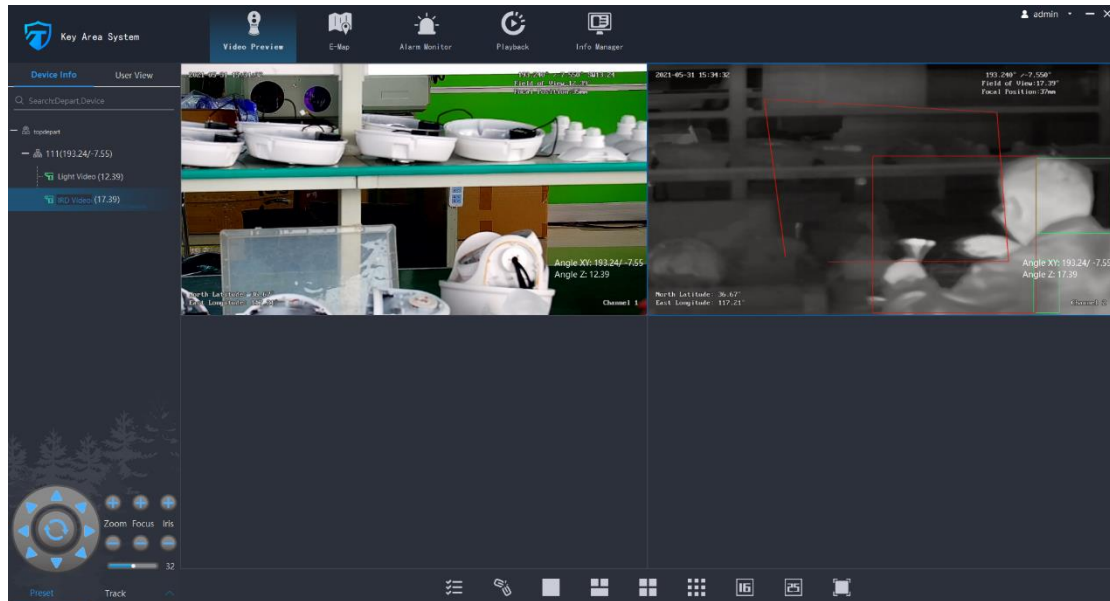 Key Area System
Video Preview
E-Map
Alarm Monitor
Playback
Info Manager
admin
Device Info
User View
Search:Depart,Device
topdepart
111(193.24/-7.55)
Light Video (12.39)
IRD Video (17.39)
Angle XY: 193.24/ -7.55
Angle Z: 12.39
Channel 1
2021-05-31 15:34:32
193.240° /-7.550°
Field of View:17.39°
Focal Position:37mm
Angle XY: 193.24/ -7.55
Angle Z: 17.39
North Latitude: 36.67°
East Longitude: 117.21°
Zoom Focus Iris
32
Preset
Track
16
25